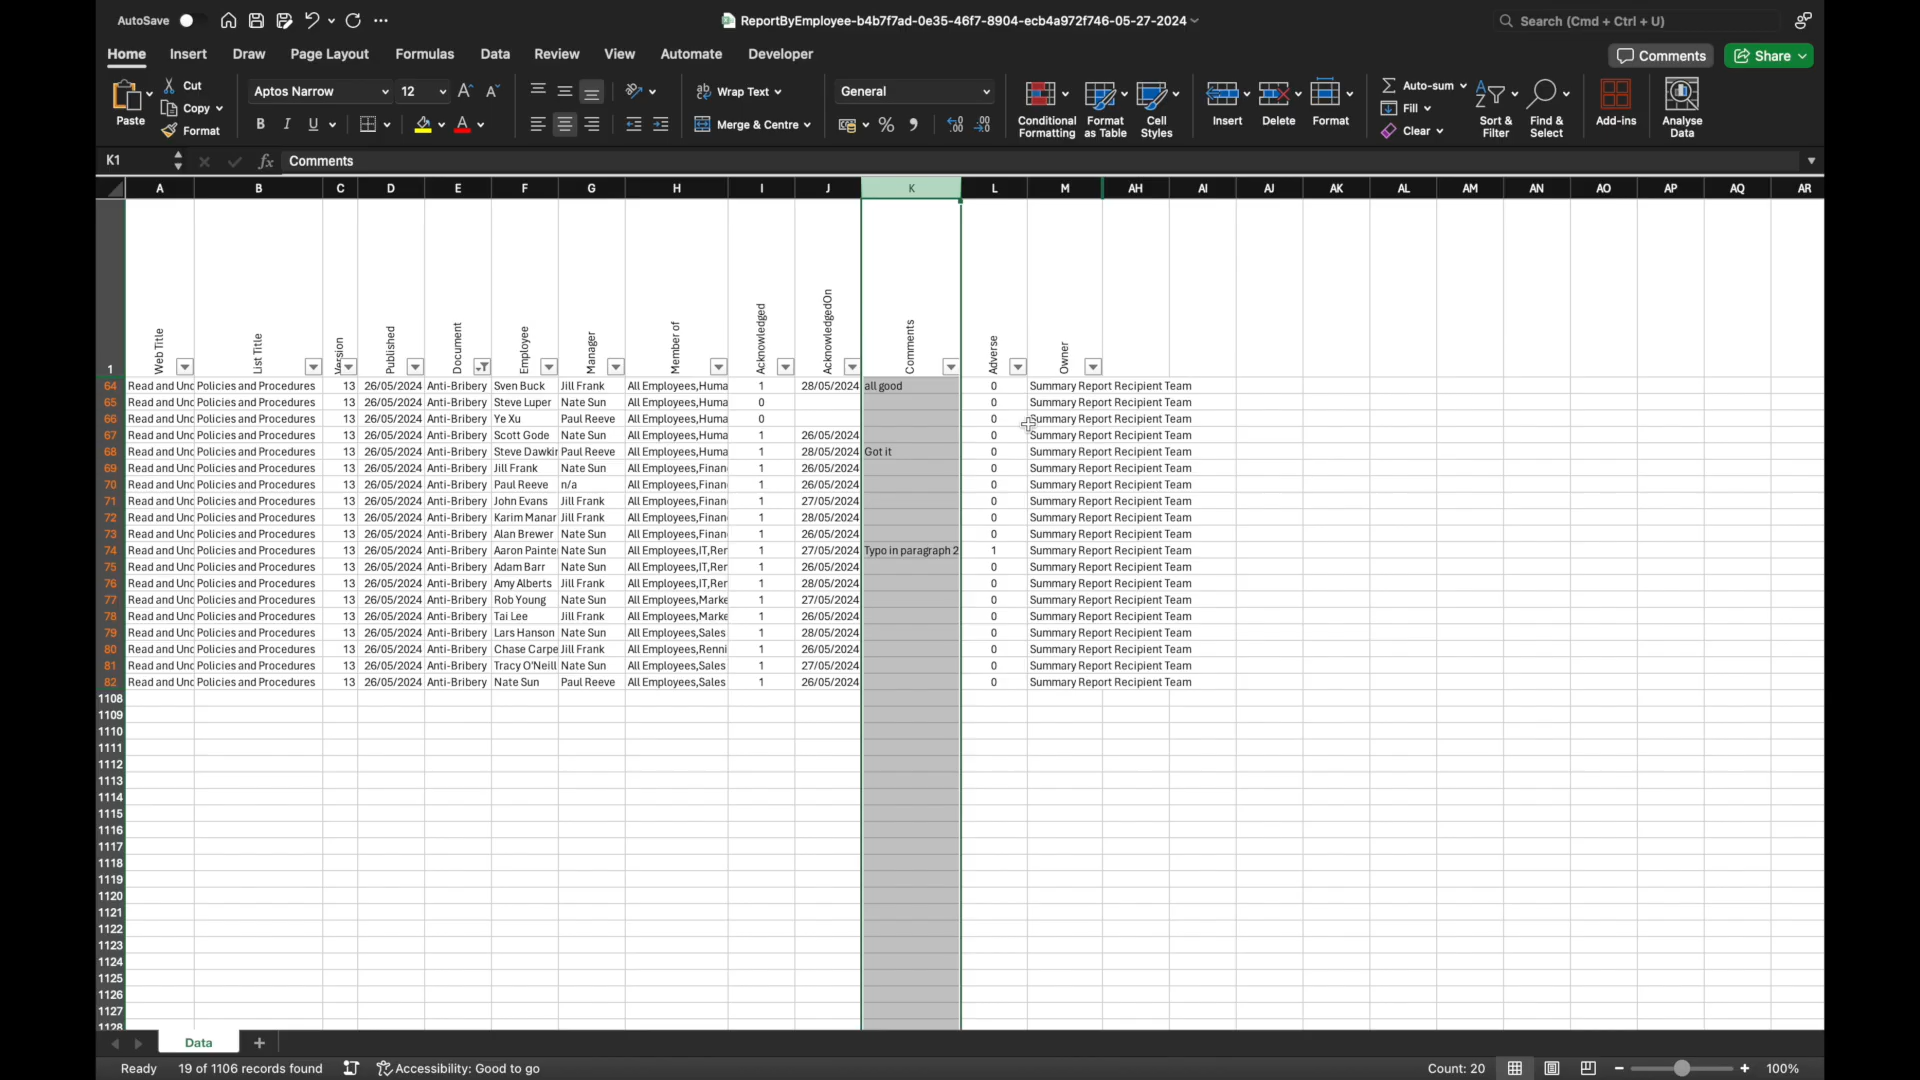 AutoSave
ReportByEmployee-b4b7f7ad-0e35-46f7-8904-ecb4a972f746-05-27-2024
Search (Cmd + Ctrl + U)
Home Insert Draw Page Layout Formulas Data Review View Automate Developer
Comments Share
Paste Cut Copy Format
Aptos Narrow 12
B I U
Wrap Text
Merge & Centre
General
Conditional Formatting
Format as Table
Cell Styles
Insert Delete Format
Auto-sum
Fill
Clear
Sort & Filter
Find & Select
Add-ins
Analyse Data
K1 fx Comments
A B C D E F G H I J K L M AH AI AJ AK AL AM AN AO AP AQ AR
1 Web Title List Title Version Published Document Employee Manager Member of Acknowledged AcknowledgedOn Comments Adverse Owner
64 Read and Unc Policies and Procedures 13 26/05/2024 Anti-Bribery Sven Buck Jill Frank All Employees,Huma 1 28/05/2024 all good 0 Summary Report Recipient Team
65 Read and Unc Policies and Procedures 13 26/05/2024 Anti-Bribery Steve Luper Nate Sun All Employees,Huma 0 0 Summary Report Recipient Team
66 Read and Unc Policies and Procedures 13 26/05/2024 Anti-Bribery Ye Xu Paul Reeve All Employees,Huma 0 0 Summary Report Recipient Team
67 Read and Unc Policies and Procedures 13 26/05/2024 Anti-Bribery Scott Gode Nate Sun All Employees,Huma 1 26/05/2024 0 Summary Report Recipient Team
68 Read and Unc Policies and Procedures 13 26/05/2024 Anti-Bribery Steve Dawkin Paul Reeve All Employees,Huma 1 28/05/2024 Got it 0 Summary Report Recipient Team
69 Read and Unc Policies and Procedures 13 26/05/2024 Anti-Bribery Jill Frank Nate Sun All Employees,Finan 1 26/05/2024 0 Summary Report Recipient Team
70 Read and Unc Policies and Procedures 13 26/05/2024 Anti-Bribery Paul Reeve n/a All Employees,Finan 1 26/05/2024 0 Summary Report Recipient Team
71 Read and Unc Policies and Procedures 13 26/05/2024 Anti-Bribery John Evans Jill Frank All Employees,Finan 1 27/05/2024 0 Summary Report Recipient Team
72 Read and Unc Policies and Procedures 13 26/05/2024 Anti-Bribery Karim Manar Jill Frank All Employees,Finan 1 28/05/2024 0 Summary Report Recipient Team
73 Read and Unc Policies and Procedures 13 26/05/2024 Anti-Bribery Alan Brewer Nate Sun All Employees,Finan 1 26/05/2024 0 Summary Report Recipient Team
74 Read and Unc Policies and Procedures 13 26/05/2024 Anti-Bribery Aaron Painte Nate Sun All Employees,IT,Ren 1 27/05/2024 Typo in paragraph 2 1 Summary Report Recipient Team
75 Read and Unc Policies and Procedures 13 26/05/2024 Anti-Bribery Adam Barr Nate Sun All Employees,IT,Ren 1 26/05/2024 0 Summary Report Recipient Team
76 Read and Unc Policies and Procedures 13 26/05/2024 Anti-Bribery Amy Alberts Jill Frank All Employees,IT,Ren 1 28/05/2024 0 Summary Report Recipient Team
77 Read and Unc Policies and Procedures 13 26/05/2024 Anti-Bribery Rob Young Nate Sun All Employees,Marke 1 27/05/2024 0 Summary Report Recipient Team
78 Read and Unc Policies and Procedures 13 26/05/2024 Anti-Bribery Tai Lee Jill Frank All Employees,Marke 1 26/05/2024 0 Summary Report Recipient Team
79 Read and Unc Policies and Procedures 13 26/05/2024 Anti-Bribery Lars Hanson Nate Sun All Employees,Sales 1 28/05/2024 0 Summary Report Recipient Team
80 Read and Unc Policies and Procedures 13 26/05/2024 Anti-Bribery Chase Carpe Jill Frank All Employees,Renni 1 26/05/2024 0 Summary Report Recipient Team
81 Read and Unc Policies and Procedures 13 26/05/2024 Anti-Bribery Tracy O'Neill Nate Sun All Employees,Sales 1 27/05/2024 0 Summary Report Recipient Team
82 Read and Unc Policies and Procedures 13 26/05/2024 Anti-Bribery Nate Sun Paul Reeve All Employees,Sales 1 26/05/2024 0 Summary Report Recipient Team
1108
1109
1110
1111
1112
1113
1114
1115
1116
1117
1118
1119
1120
1121
1122
1123
1124
1125
1126
1127
1128
Data
Ready 19 of 1106 records found Accessibility: Good to go Count: 20 100%